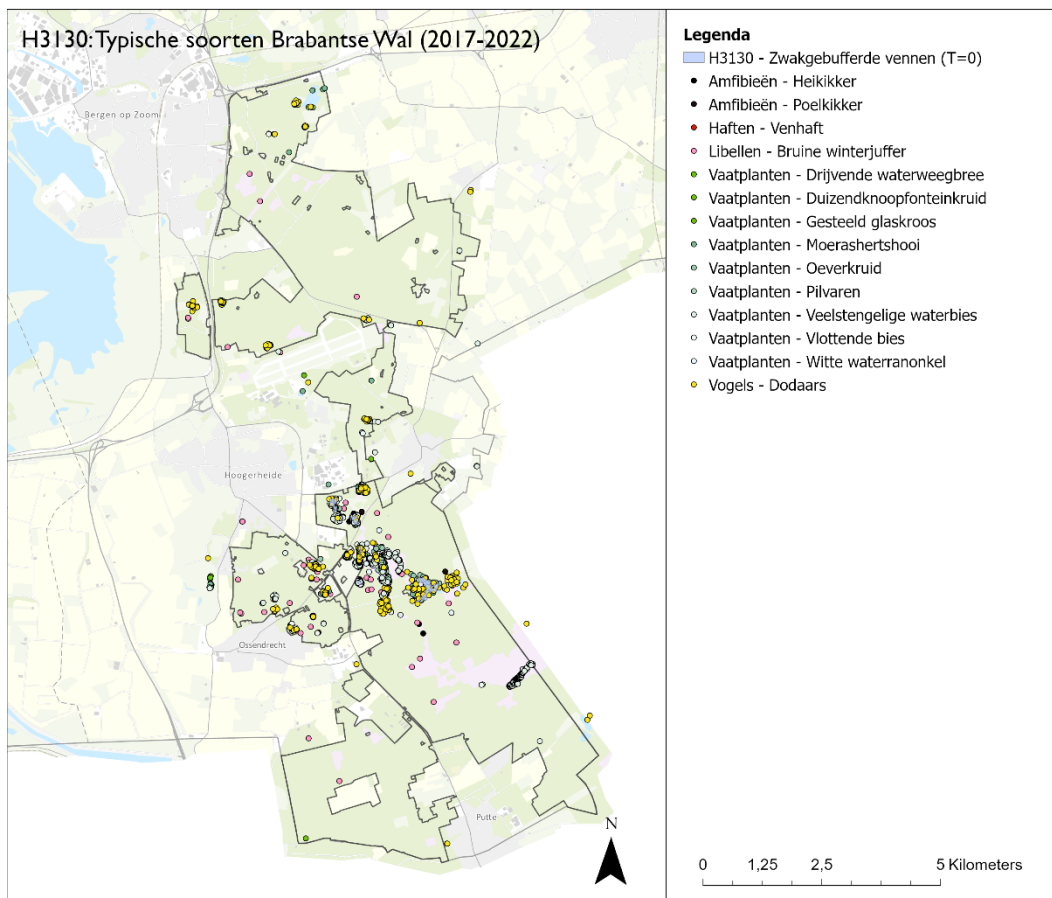 H3130: Typische soorten Brabantse Wal (2017-2022)
Bergen op Zoom
Hoogerheide
Ossendrecht
Putte
N
Legenda
H3130 - Zwakgebufferde vennen (T=0)
Amfibieën - Heikikker
Amfibieën - Poelkikker
Haften - Venhaft
Libellen - Bruine winterjuffer
Vaatplanten - Drijvende waterweegbree
Vaatplanten - Duizendknoopfonteinkruid
Vaatplanten - Gesteeld glaskroos
Vaatplanten - Moerashertshooi
Vaatplanten - Oeverkruid
Vaatplanten - Pilvaren
Vaatplanten - Veelstengelige waterbies
Vaatplanten - Vlottende bies
Vaatplanten - Witte waterranonkel
Vogels - Dodaars
0 1,25 2,5 5 Kilometers